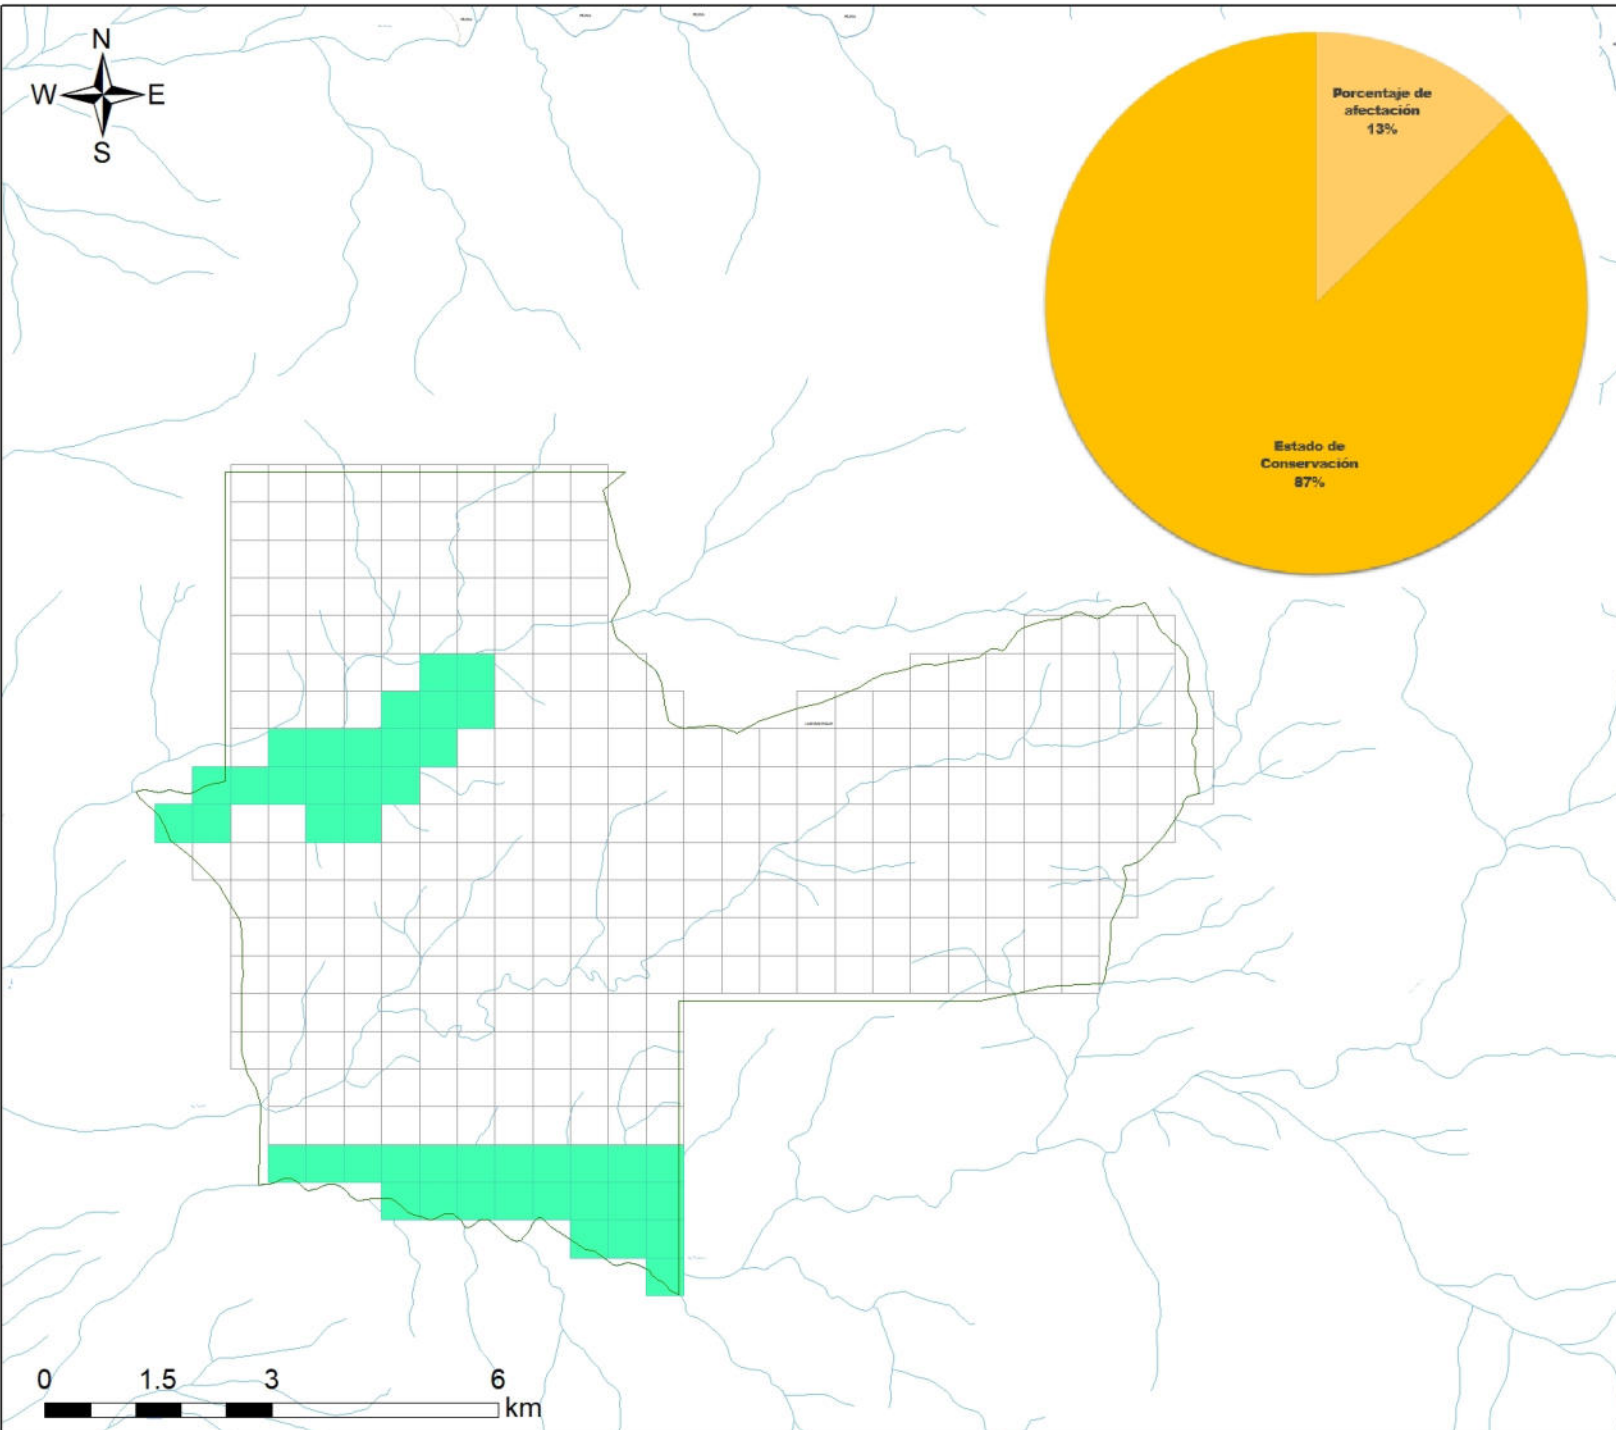 N
W E
S
Porcentaje de
afectación
13%
Estado de
Conservación
87%
0 1.5 3 6
km